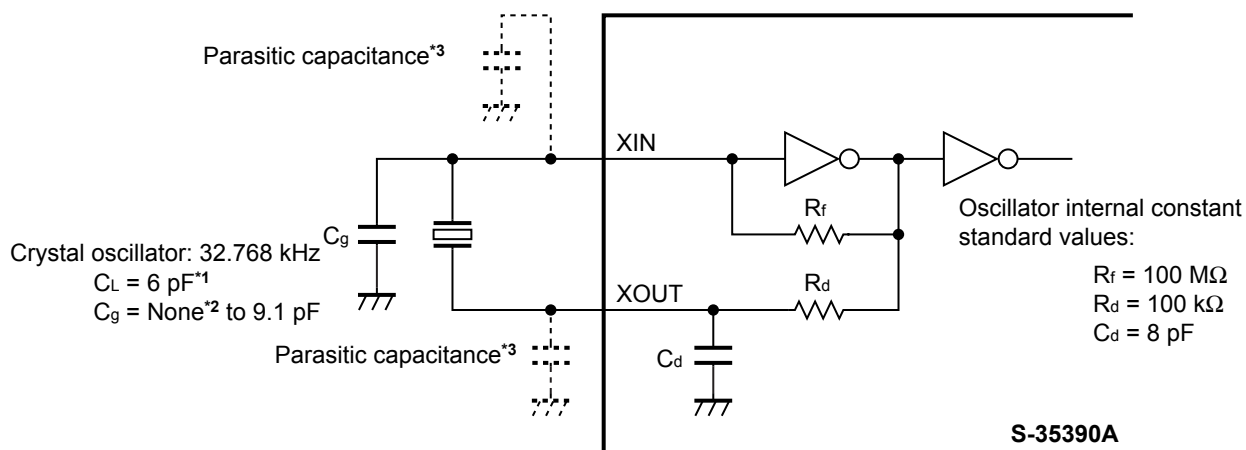 Parasitic capacitance*3
XIN
Rf
Cg
Oscillator internal constant
standard values:
Rf = 100 MΩ
Rd = 100 kΩ
Cd = 8 pF
Crystal oscillator: 32.768 kHz
CL = 6 pF*1
Cg = None*2 to 9.1 pF
XOUT
Rd
Parasitic capacitance*3
Cd
S-35390A